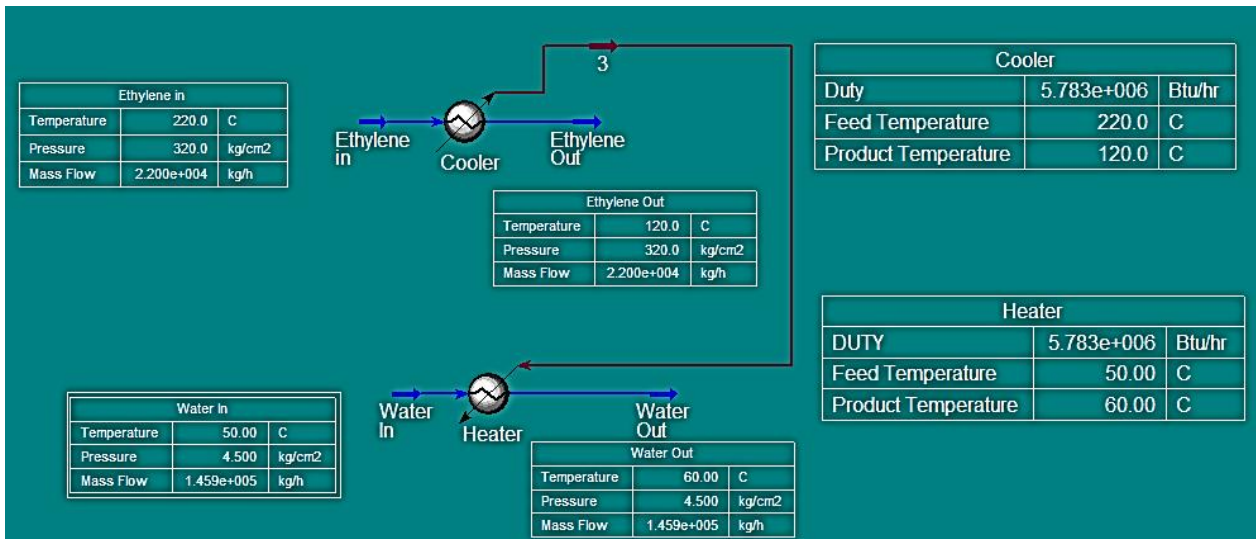 Ethylene in
Temperature 220.0 C
Pressure 320.0 kg/cm2
Mass Flow 2.200e+004 kg/h
3
Ethylene
in
Cooler
Ethylene
Out
Cooler
Duty 5.783e+006 Btu/hr
Feed Temperature 220.0 C
Product Temperature 120.0 C
Ethylene Out
Temperature 120.0 C
Pressure 320.0 kg/cm2
Mass Flow 2.200e+004 kg/h
Heater
DUTY 5.783e+006 Btu/hr
Feed Temperature 50.00 C
Product Temperature 60.00 C
Water In
Temperature 50.00 C
Pressure 4.500 kg/cm2
Mass Flow 1.459e+005 kg/h
Water
In
Heater
Water
Out
Water Out
Temperature 60.00 C
Pressure 4.500 kg/cm2
Mass Flow 1.459e+005 kg/h